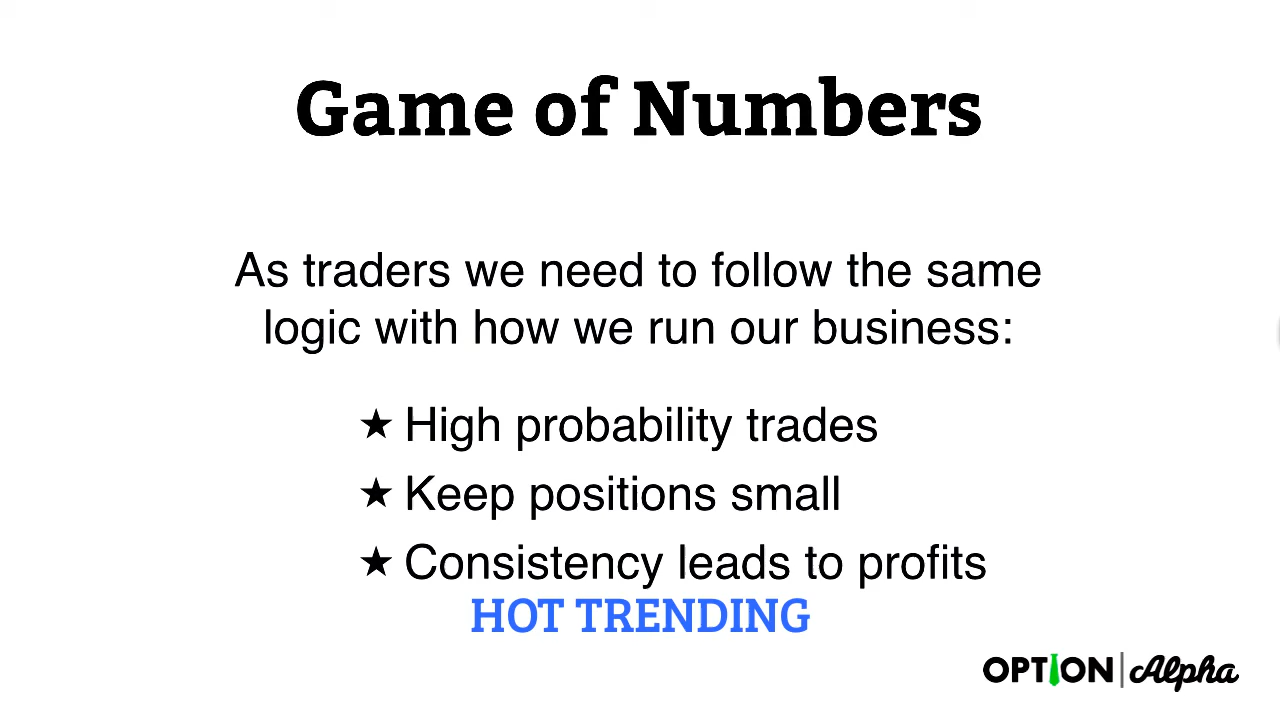 Game of Numbers
As traders we need to follow the same
logic with how we run our business:
★ High probability trades
★ Keep positions small
★ Consistency leads to profits
HOT TRENDING
OPTION | Alpha